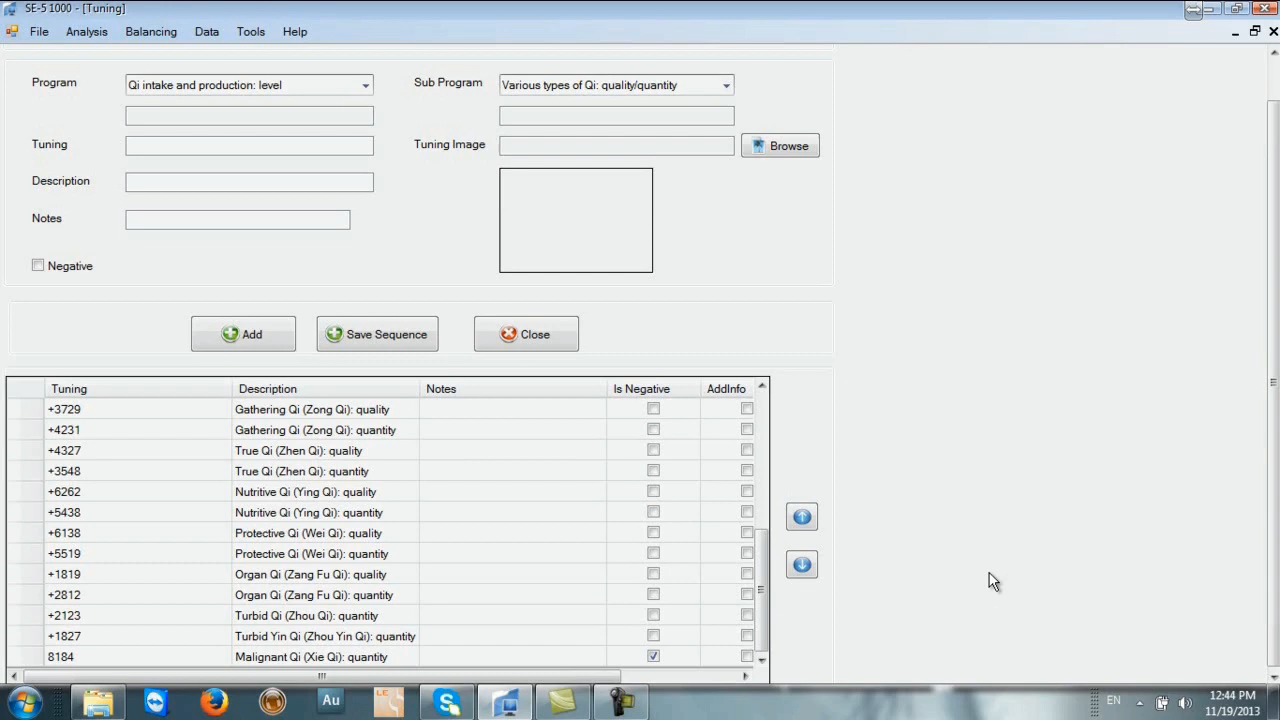 SE-5 1000 - [Tuning]
File Analysis Balancing Data Tools Help
Program Qi intake and production: level Sub Program Various types of Qi: quality/quantity
Tuning Tuning Image Browse
Description
Notes
Negative
Add Save Sequence Close
Tuning Description Notes Is Negative AddInfo
+3729 Gathering Qi (Zong Qi): quality
+4231 Gathering Qi (Zong Qi): quantity
+4327 True Qi (Zhen Qi): quality
+3548 True Qi (Zhen Qi): quantity
+6262 Nutritive Qi (Ying Qi): quality
+5438 Nutritive Qi (Ying Qi): quantity
+6138 Protective Qi (Wei Qi): quality
+5519 Protective Qi (Wei Qi): quantity
+1819 Organ Qi (Zang Fu Qi): quality
+2812 Organ Qi (Zang Fu Qi): quantity
+2123 Turbid Qi (Zhou Qi): quantity
+1827 Turbid Yin Qi (Zhou Yin Qi): quantity
8184 Malignant Qi (Xie Qi): quantity
Au LE EN 12:44 PM
11/19/2013